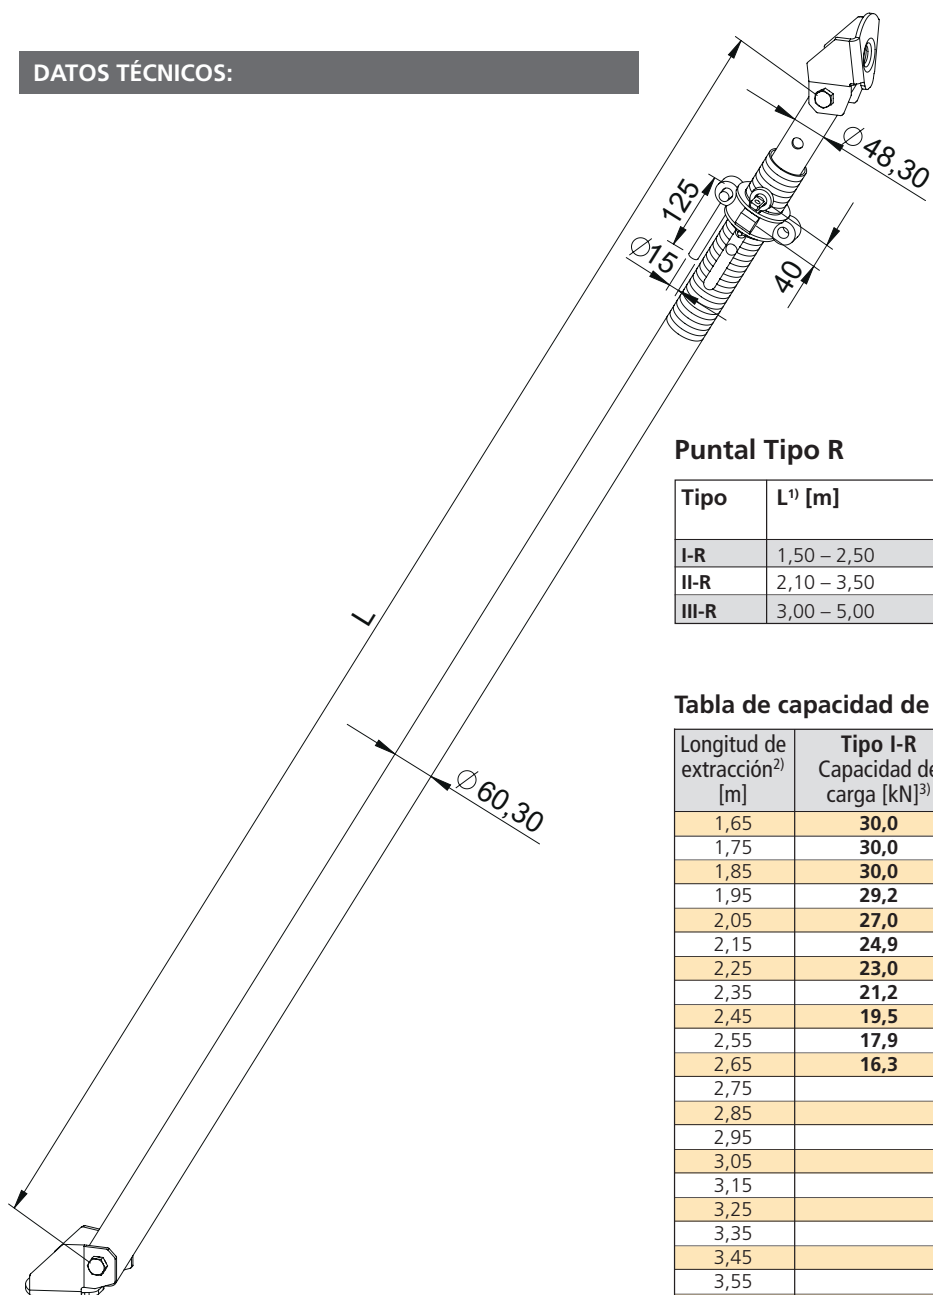 DATOS TÉCNICOS:
∅48,30
125
∅15
40
L
∅60,30
Puntal Tipo R
Tipo L¹⁾ [m]
I-R 1,50 – 2,50
II-R 2,10 – 3,50
III-R 3,00 – 5,00
Tabla de capacidad de
Longitud de extracción²⁾ [m] Tipo I-R Capacidad de carga [kN]³⁾
1,65 30,0
1,75 30,0
1,85 30,0
1,95 29,2
2,05 27,0
2,15 24,9
2,25 23,0
2,35 21,2
2,45 19,5
2,55 17,9
2,65 16,3
2,75
2,85
2,95
3,05
3,15
3,25
3,35
3,45
3,55